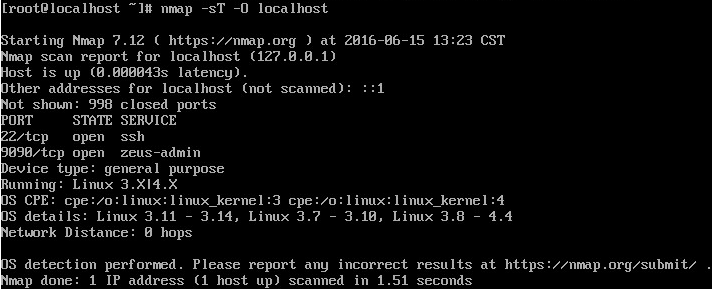 [root@localhost ~]# nmap -sT -O localhost
Starting Nmap 7.12 ( https://nmap.org ) at 2016-06-15 13:23 CST
Nmap scan report for localhost (127.0.0.1)
Host is up (0.000043s latency).
Other addresses for localhost (not scanned): ::1
Not shown: 998 closed ports
PORT     STATE SERVICE
22/tcp   open  ssh
9090/tcp open  zeus-admin
Device type: general purpose
Running: Linux 3.X|4.X
OS CPE: cpe:/o:linux:linux_kernel:3 cpe:/o:linux:linux_kernel:4
OS details: Linux 3.11 - 3.14, Linux 3.7 - 3.10, Linux 3.8 - 4.4
Network Distance: 0 hops
OS detection performed. Please report any incorrect results at https://nmap.org/submit/ .
Nmap done: 1 IP address (1 host up) scanned in 1.51 seconds